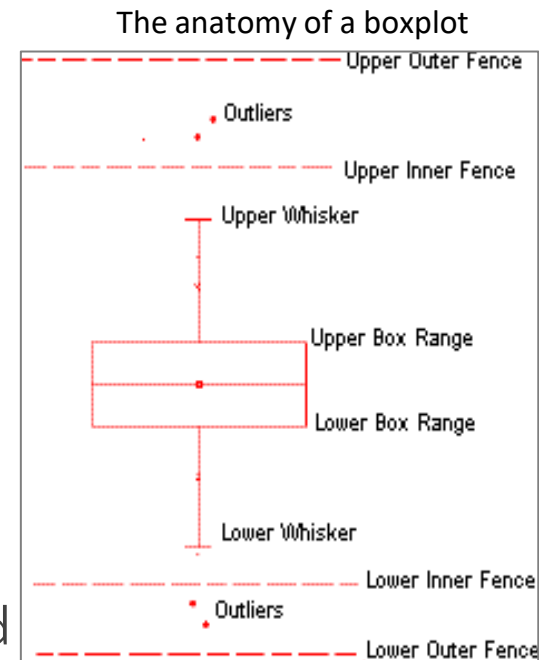 The anatomy of a boxplot
Upper Outer Fence
Outliers
Upper Inner Fence
Upper Whisker
Upper Box Range
Lower Box Range
Lower Whisker
Lower Inner Fence
Outliers
Lower Outer Fence